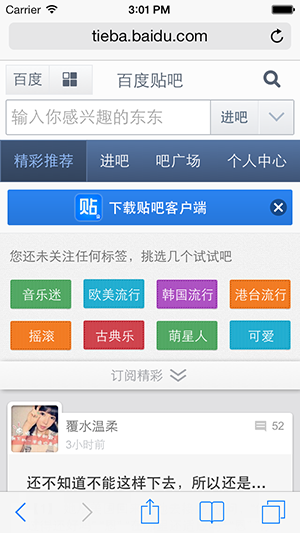 Carrier 3:01 PM
tieba.baidu.com
百度 百度贴吧
输入你感兴趣的东东 进吧
精彩推荐 进吧 吧广场 个人中心
贴 下载贴吧客户端
您还未关注任何标签，挑选几个试试吧
音乐迷 欧美流行 韩国流行 港台流行
摇滚 古典乐 萌星人 可爱
订阅精彩
覆水温柔 52
3小时前
还不知道不能这样下去，所以还是…